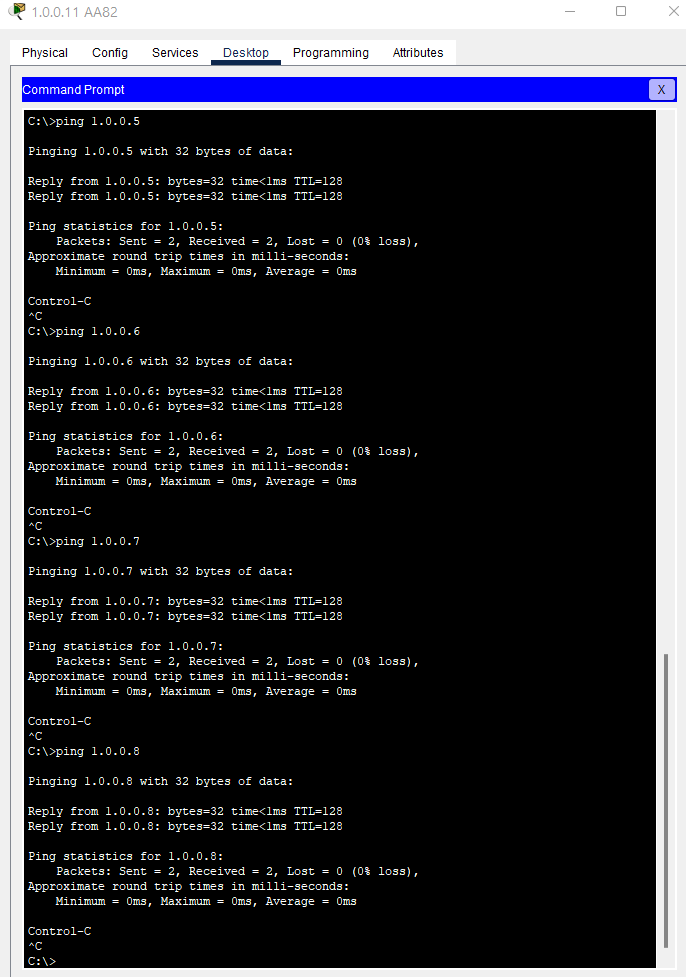 1.0.0.11 AA82
Physical Config Services Desktop Programming Attributes
Command Prompt X
C:\>ping 1.0.0.5
Pinging 1.0.0.5 with 32 bytes of data:
Reply from 1.0.0.5: bytes=32 time<1ms TTL=128
Reply from 1.0.0.5: bytes=32 time<1ms TTL=128
Ping statistics for 1.0.0.5:
Packets: Sent = 2, Received = 2, Lost = 0 (0% loss),
Approximate round trip times in milli-seconds:
Minimum = 0ms, Maximum = 0ms, Average = 0ms
Control-C
^C
C:\>ping 1.0.0.6
Pinging 1.0.0.6 with 32 bytes of data:
Reply from 1.0.0.6: bytes=32 time<1ms TTL=128
Reply from 1.0.0.6: bytes=32 time<1ms TTL=128
Ping statistics for 1.0.0.6:
Packets: Sent = 2, Received = 2, Lost = 0 (0% loss),
Approximate round trip times in milli-seconds:
Minimum = 0ms, Maximum = 0ms, Average = 0ms
Control-C
^C
C:\>ping 1.0.0.7
Pinging 1.0.0.7 with 32 bytes of data:
Reply from 1.0.0.7: bytes=32 time<1ms TTL=128
Reply from 1.0.0.7: bytes=32 time<1ms TTL=128
Ping statistics for 1.0.0.7:
Packets: Sent = 2, Received = 2, Lost = 0 (0% loss),
Approximate round trip times in milli-seconds:
Minimum = 0ms, Maximum = 0ms, Average = 0ms
Control-C
^C
C:\>ping 1.0.0.8
Pinging 1.0.0.8 with 32 bytes of data:
Reply from 1.0.0.8: bytes=32 time<1ms TTL=128
Reply from 1.0.0.8: bytes=32 time<1ms TTL=128
Ping statistics for 1.0.0.8:
Packets: Sent = 2, Received = 2, Lost = 0 (0% loss),
Approximate round trip times in milli-seconds:
Minimum = 0ms, Maximum = 0ms, Average = 0ms
Control-C
^C
C:\>